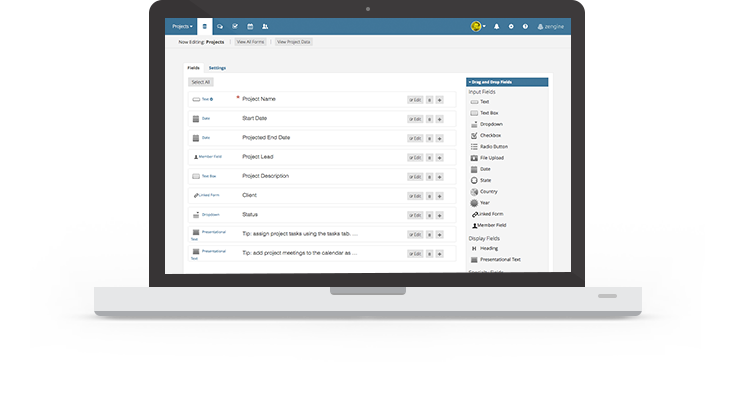 Projects
zengine
Now Editing: Projects
View All Forms
View Project Data
Fields
Settings
Select All
Text
* Project Name
Edit
Date
Start Date
Edit
Date
Projected End Date
Edit
Member Field
Project Lead
Edit
Text Box
Project Description
Edit
Linked Form
Client
Edit
Dropdown
Status
Edit
Presentational
Text
Tip: assign project tasks using the tasks tab. ...
Edit
Presentational
Text
Tip: add project meetings to the calendar as ...
Edit
Drag and Drop Fields
Input Fields
Text
Text Box
Dropdown
Checkbox
Radio Button
File Upload
Date
State
Country
Year
Linked Form
Member Field
Display Fields
H Heading
Presentational Text